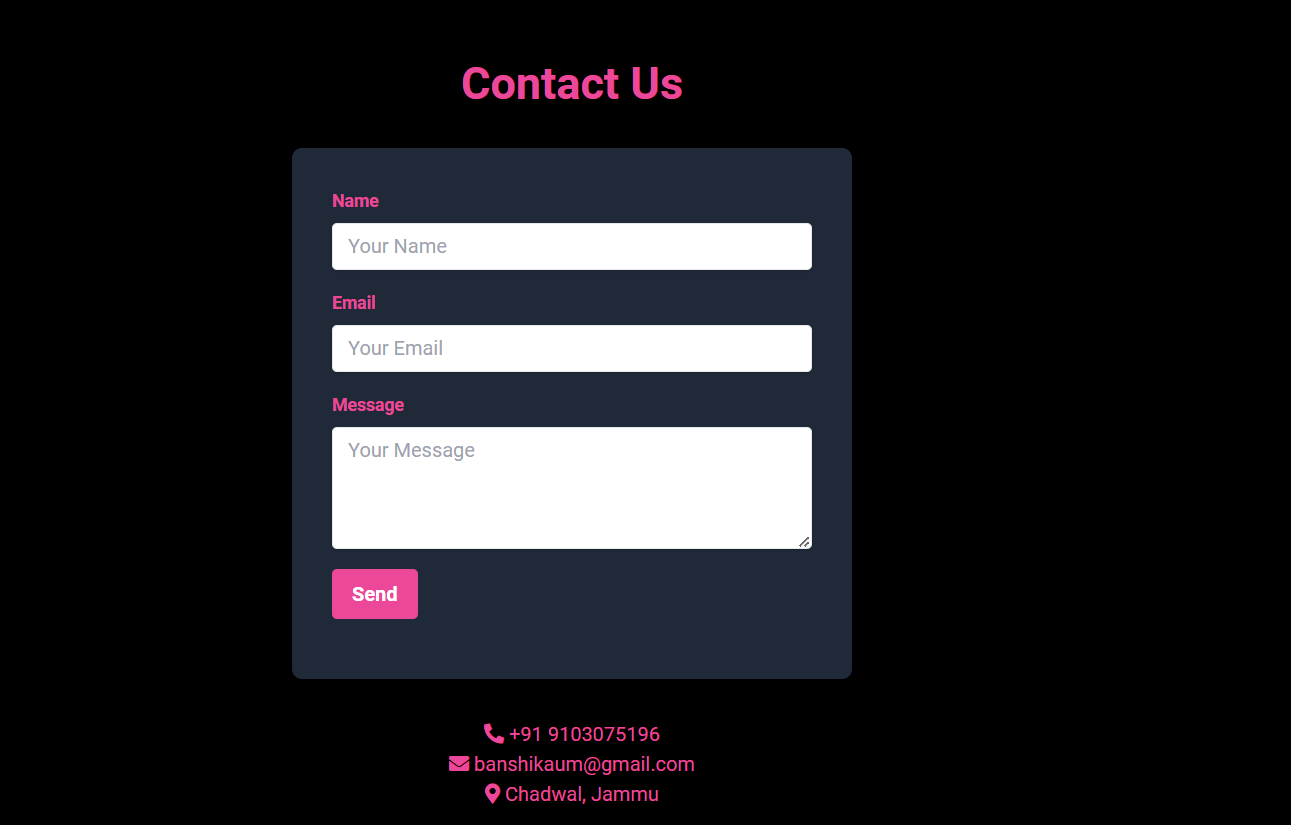 Contact Us
Name
Your Name
Email
Your Email
Message
Your Message
Send
+91 9103075196
banshikaum@gmail.com
Chadwal, Jammu